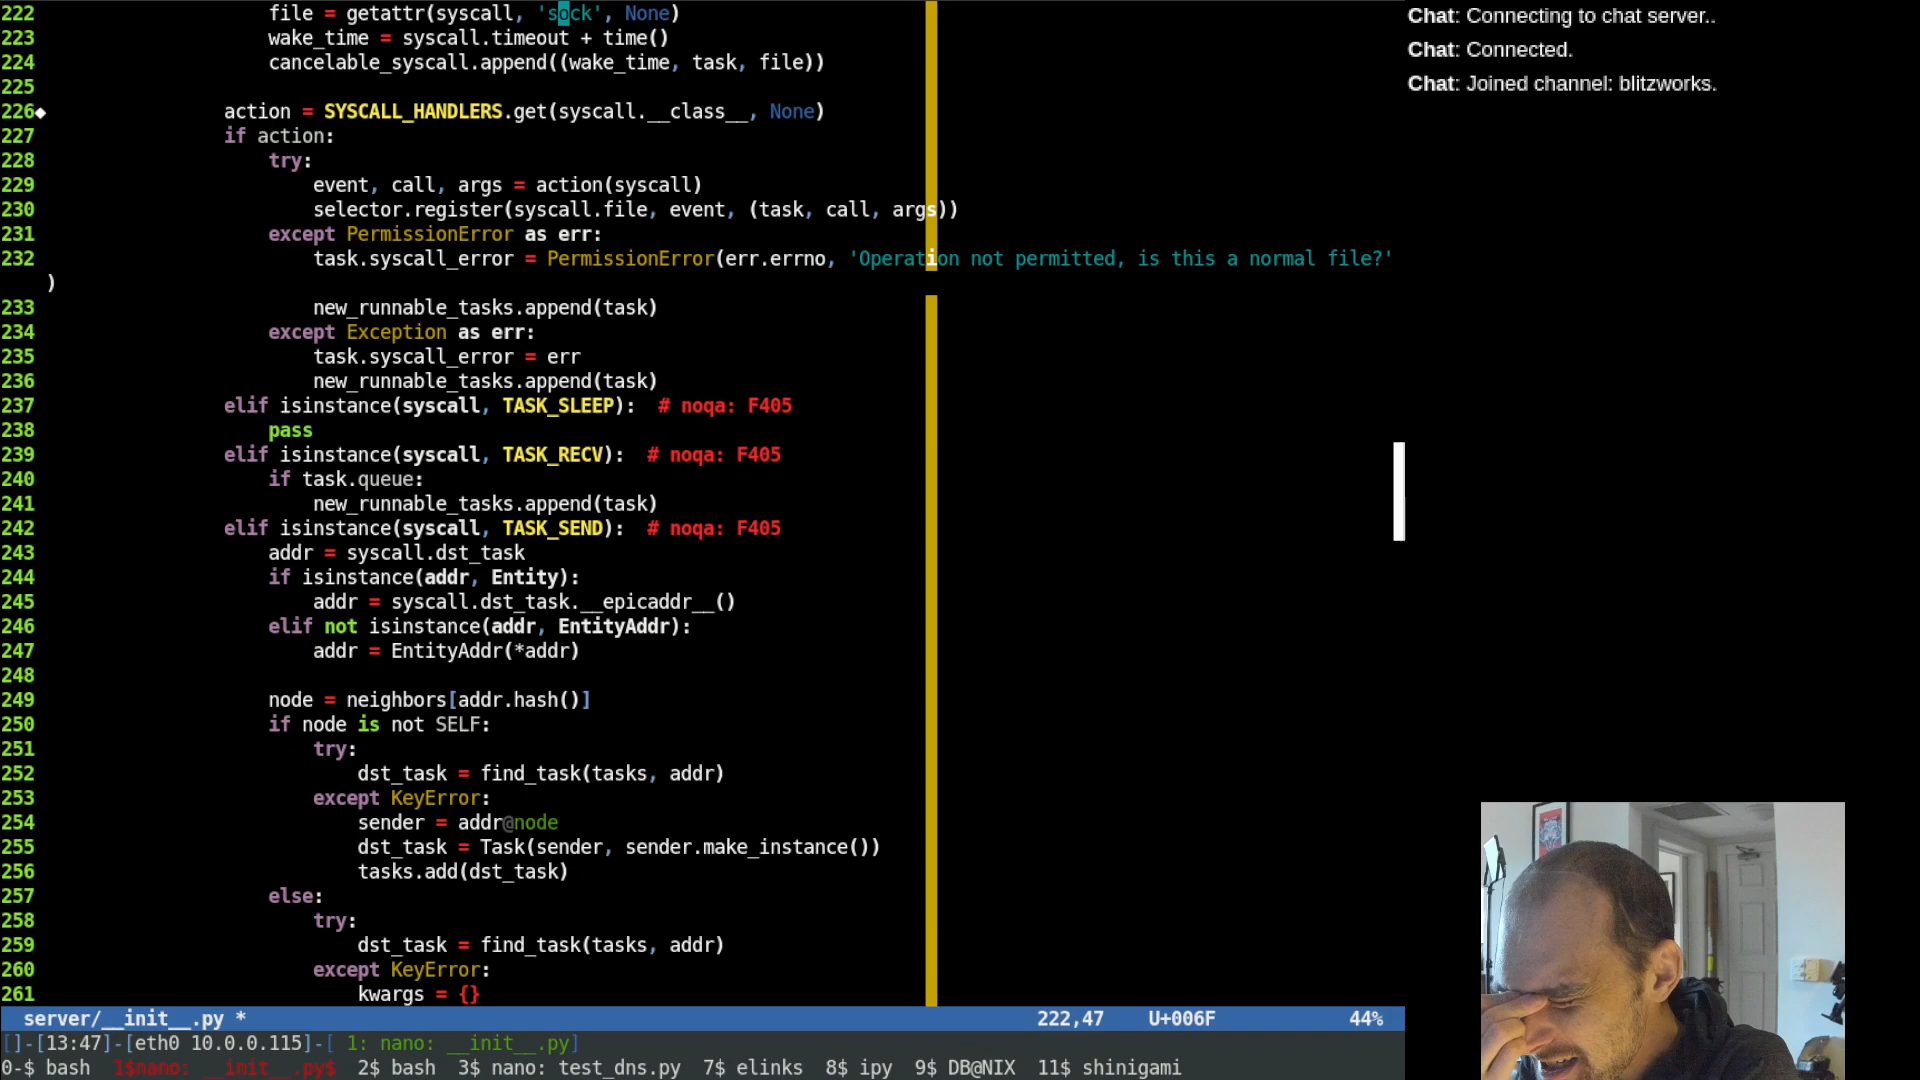 222                     file = getattr(syscall, 'sock', None)
223                     wake_time = syscall.timeout + time()
224                     cancelable_syscall.append((wake_time, task, file))
225
226◆                action = SYSCALL_HANDLERS.get(syscall.__class__, None)
227                 if action:
228                     try:
229                         event, call, args = action(syscall)
230                         selector.register(syscall.file, event, (task, call, args))
231                     except PermissionError as err:
232                         task.syscall_error = PermissionError(err.errno, 'Operation not permitted, is this a normal file?'
)
233                         new_runnable_tasks.append(task)
234                     except Exception as err:
235                         task.syscall_error = err
236                         new_runnable_tasks.append(task)
237                 elif isinstance(syscall, TASK_SLEEP):  # noqa: F405
238                     pass
239                 elif isinstance(syscall, TASK_RECV):  # noqa: F405
240                     if task.queue:
241                         new_runnable_tasks.append(task)
242                 elif isinstance(syscall, TASK_SEND):  # noqa: F405
243                     addr = syscall.dst_task
244                     if isinstance(addr, Entity):
245                         addr = syscall.dst_task.__epicaddr__()
246                     elif not isinstance(addr, EntityAddr):
247                         addr = EntityAddr(*addr)
248
249                     node = neighbors[addr.hash()]
250                     if node is not SELF:
251                         try:
252                             dst_task = find_task(tasks, addr)
253                         except KeyError:
254                             sender = addr@node
255                             dst_task = Task(sender, sender.make_instance())
256                             tasks.add(dst_task)
257                     else:
258                         try:
259                             dst_task = find_task(tasks, addr)
260                         except KeyError:
261                             kwargs = {}
server/__init__.py * 222,47 U+006F 44%
[]-[13:47]-[eth0 10.0.0.115]-[ 1: nano: __init__.py]
0-$ bash  1$nano: __init__.py$  2$ bash  3$ nano: test_dns.py  7$ elinks  8$ ipy  9$ DB@NIX  11$ shinigami
Chat: Connecting to chat server..
Chat: Connected.
Chat: Joined channel: blitzworks.